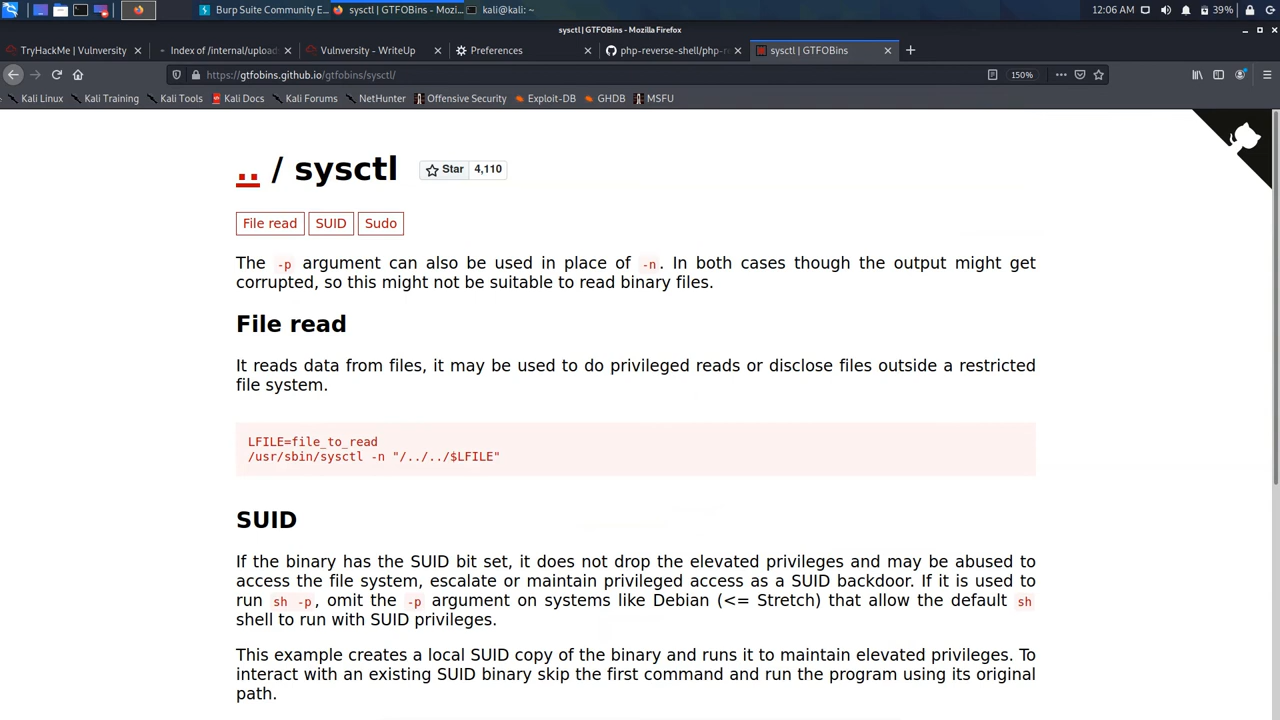 Burp Suite Community E...
sysctl | GTFOBins - Mozi...
kali@kali: ~
12:06 AM
39%
sysctl | GTFOBins - Mozilla Firefox
TryHackMe | Vulnversity
Index of /internal/upload
Vulnversity - WriteUp
Preferences
php-reverse-shell/php-re
sysctl | GTFOBins
https://gtfobins.github.io/gtfobins/sysctl/
150%
Kali Linux
Kali Training
Kali Tools
Kali Docs
Kali Forums
NetHunter
Offensive Security
Exploit-DB
GHDB
MSFU
.. / sysctl
Star 4,110
File read
SUID
Sudo
The -p argument can also be used in place of -n. In both cases though the output might get
corrupted, so this might not be suitable to read binary files.
File read
It reads data from files, it may be used to do privileged reads or disclose files outside a restricted
file system.
LFILE=file_to_read
/usr/sbin/sysctl -n "/../../$LFILE"
SUID
If the binary has the SUID bit set, it does not drop the elevated privileges and may be abused to
access the file system, escalate or maintain privileged access as a SUID backdoor. If it is used to
run sh -p, omit the -p argument on systems like Debian (<= Stretch) that allow the default sh
shell to run with SUID privileges.
This example creates a local SUID copy of the binary and runs it to maintain elevated privileges. To
interact with an existing SUID binary skip the first command and run the program using its original
path.